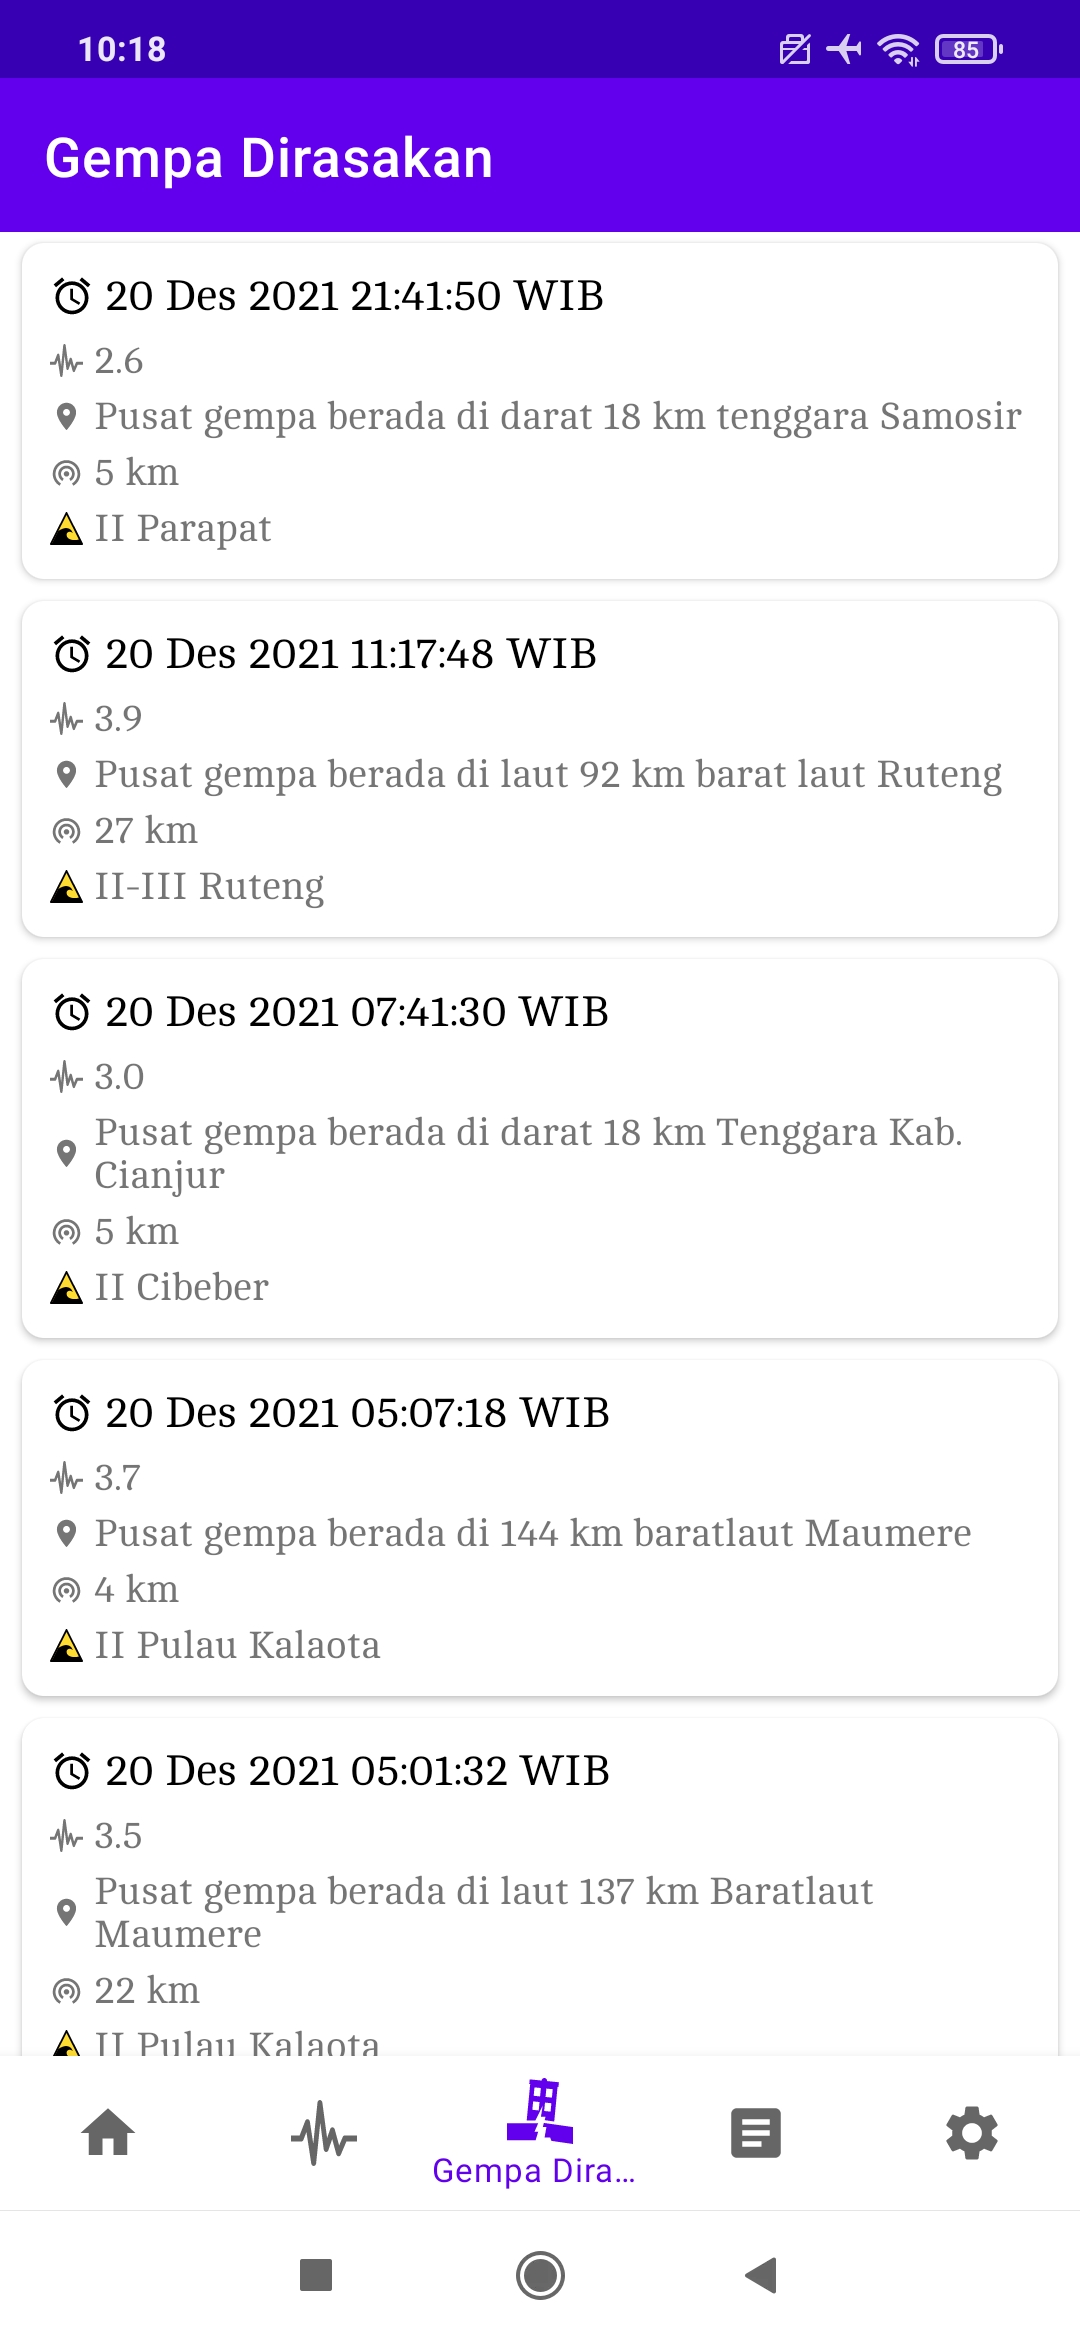 10:18
85
Gempa Dirasakan
20 Des 2021 21:41:50 WIB
2.6
Pusat gempa berada di darat 18 km tenggara Samosir
5 km
II Parapat
20 Des 2021 11:17:48 WIB
3.9
Pusat gempa berada di laut 92 km barat laut Ruteng
27 km
II-III Ruteng
20 Des 2021 07:41:30 WIB
3.0
Pusat gempa berada di darat 18 km Tenggara Kab.
Cianjur
5 km
II Cibeber
20 Des 2021 05:07:18 WIB
3.7
Pusat gempa berada di 144 km baratlaut Maumere
4 km
II Pulau Kalaota
20 Des 2021 05:01:32 WIB
3.5
Pusat gempa berada di laut 137 km Baratlaut
Maumere
22 km
II Pulau Kalaota
Gempa Dira...